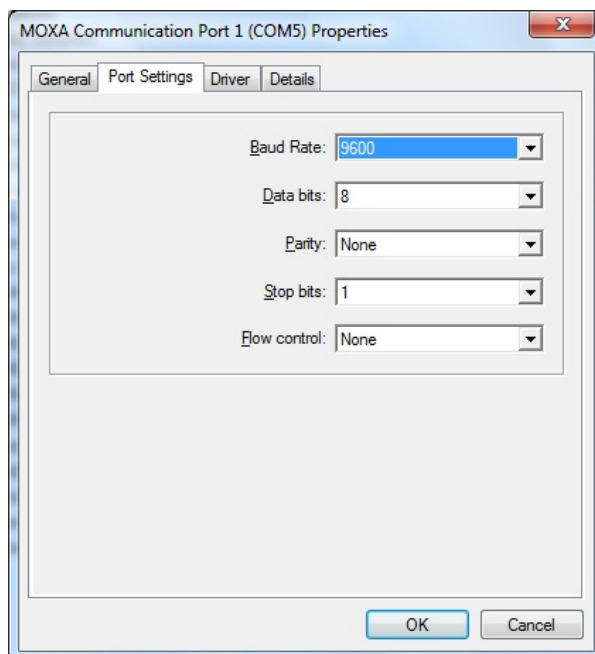 MOXA Communication Port 1 (COM5) Properties
General Port Settings Driver Details
Baud Rate: 9600
Data bits: 8
Parity: None
Stop bits: 1
Flow control: None
OK Cancel